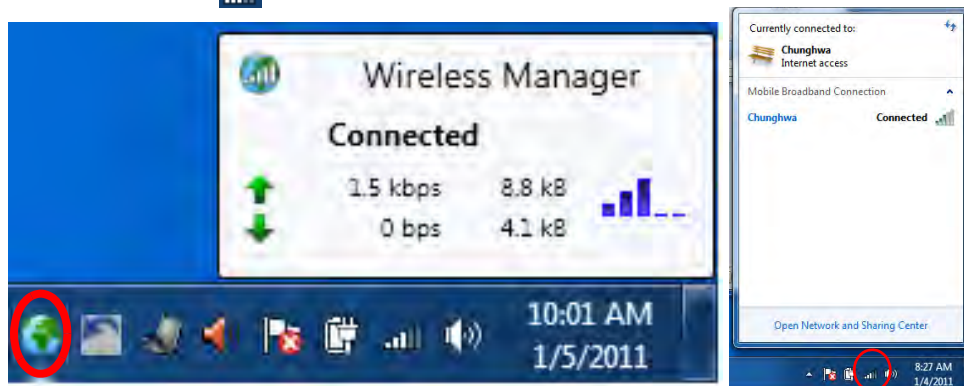 Wireless Manager
Connected
1.5 kbps 8.8 kB
0 bps 4.1 kB
10:01 AM
1/5/2011
Currently connected to:
Chunghwa
Internet access
Mobile Broadband Connection
Chunghwa Connected
Open Network and Sharing Center
8:27 AM
1/4/2011